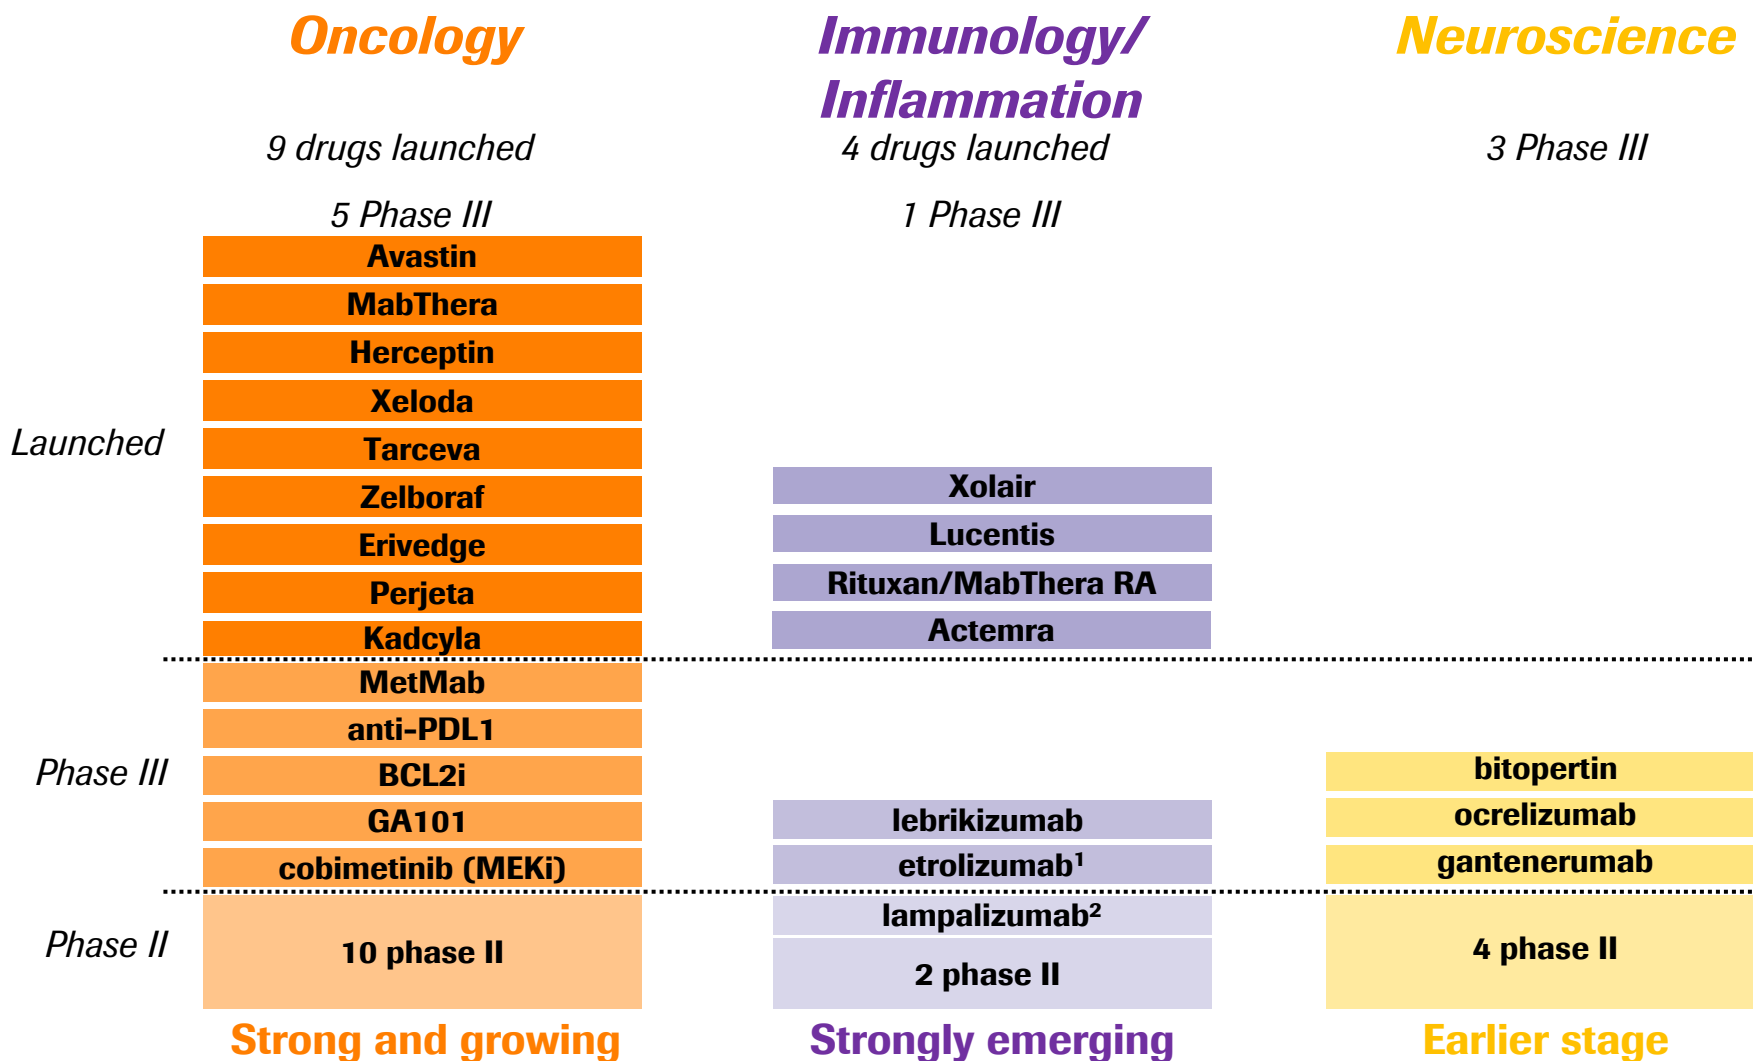 Oncology
9 drugs launched
5 Phase III
Immunology/
Inflammation
4 drugs launched
1 Phase III
Neuroscience
3 Phase III
Launched
Avastin
MabThera
Herceptin
Xeloda
Tarceva
Zelboraf
Erivedge
Perjeta
Kadcyla
Xolair
Lucentis
Rituxan/MabThera RA
Actemra
Phase III
MetMab
anti-PDL1
BCL2i
GA101
cobimetinib (MEKi)
lebrikizumab
etrolizumab¹
bitopertin
ocrelizumab
gantenerumab
Phase II
10 phase II
lampalizumab²
2 phase II
4 phase II
Strong and growing
Strongly emerging
Earlier stage